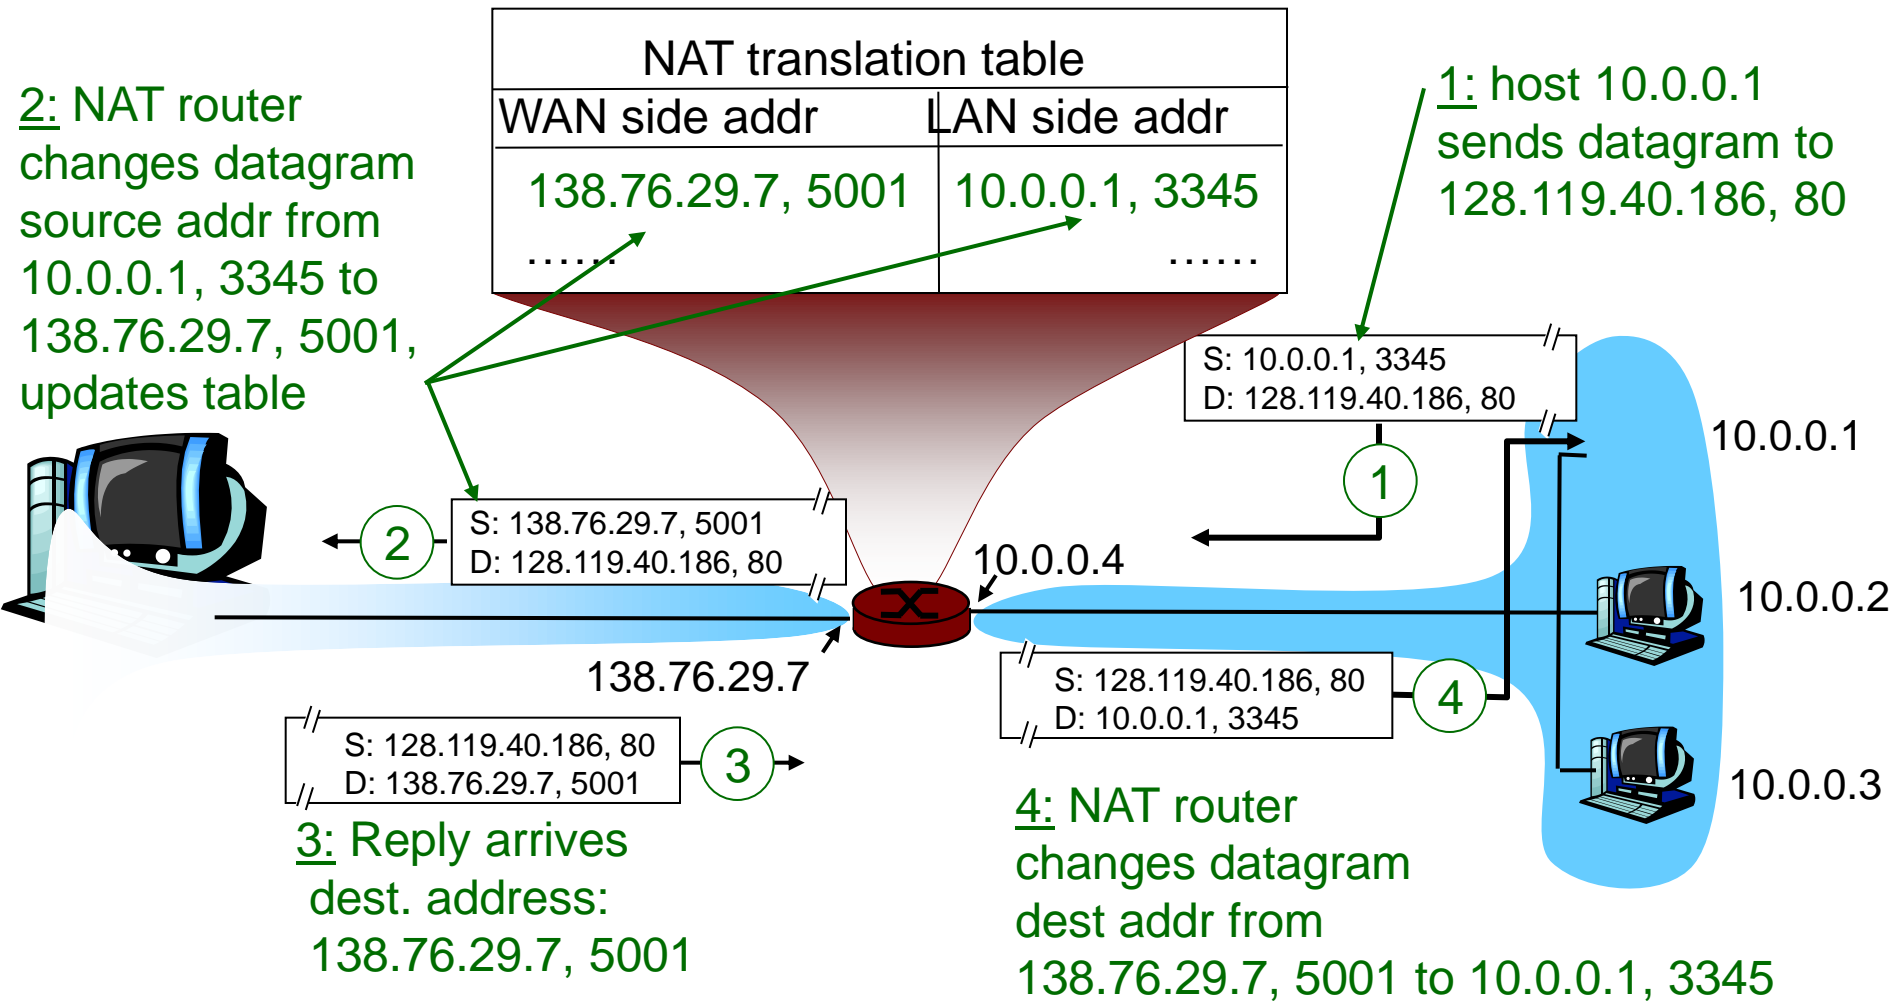 NAT translation table
WAN side addr LAN side addr
138.76.29.7, 5001 10.0.0.1, 3345
...... ......
2: NAT router
changes datagram
source addr from
10.0.0.1, 3345 to
138.76.29.7, 5001,
updates table
1: host 10.0.0.1
sends datagram to
128.119.40.186, 80
S: 10.0.0.1, 3345
D: 128.119.40.186, 80
1
10.0.0.1
S: 138.76.29.7, 5001
D: 128.119.40.186, 80
2
10.0.0.4
10.0.0.2
138.76.29.7
S: 128.119.40.186, 80
D: 10.0.0.1, 3345
4
S: 128.119.40.186, 80
D: 138.76.29.7, 5001
3
10.0.0.3
3: Reply arrives
dest. address:
138.76.29.7, 5001
4: NAT router
changes datagram
dest addr from
138.76.29.7, 5001 to 10.0.0.1, 3345